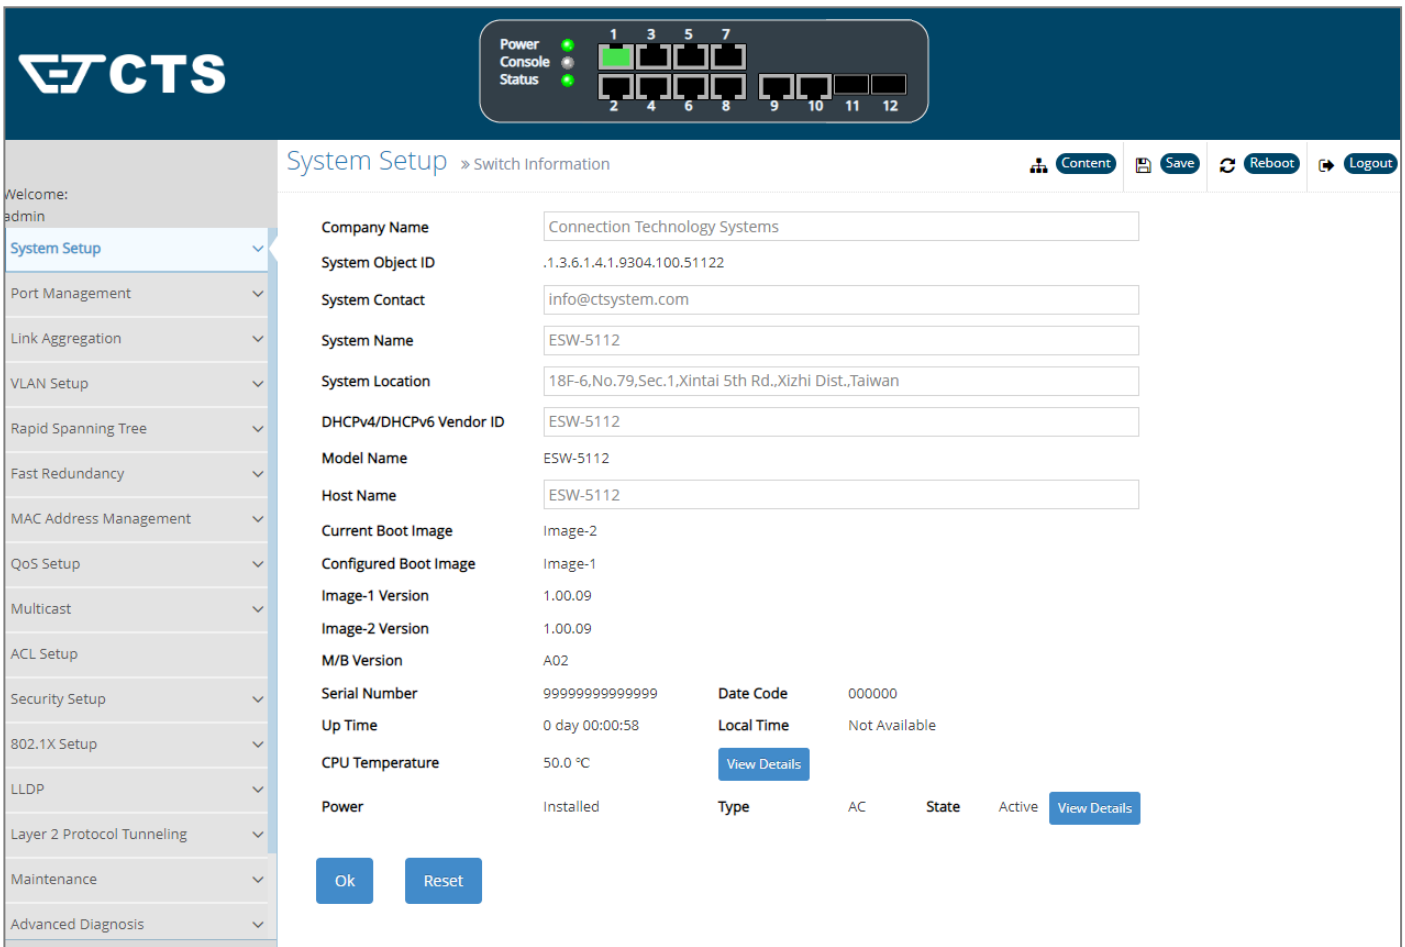 CTS
Power
Console
Status
1 3 5 7
2 4 6 8 9 10 11 12
System Setup » Switch Information
Content Save Reboot Logout
Welcome:
admin
System Setup
Port Management
Link Aggregation
VLAN Setup
Rapid Spanning Tree
Fast Redundancy
MAC Address Management
QoS Setup
Multicast
ACL Setup
Security Setup
802.1X Setup
LLDP
Layer 2 Protocol Tunneling
Maintenance
Advanced Diagnosis
Company Name Connection Technology Systems
System Object ID .1.3.6.1.4.1.9304.100.51122
System Contact info@ctsystem.com
System Name ESW-5112
System Location 18F-6,No.79,Sec.1,Xintai 5th Rd.,Xizhi Dist.,Taiwan
DHCPv4/DHCPv6 Vendor ID ESW-5112
Model Name ESW-5112
Host Name ESW-5112
Current Boot Image Image-2
Configured Boot Image Image-1
Image-1 Version 1.00.09
Image-2 Version 1.00.09
M/B Version A02
Serial Number 99999999999999 Date Code 000000
Up Time 0 day 00:00:58 Local Time Not Available
CPU Temperature 50.0 ℃ View Details
Power Installed Type AC State Active View Details
Ok Reset